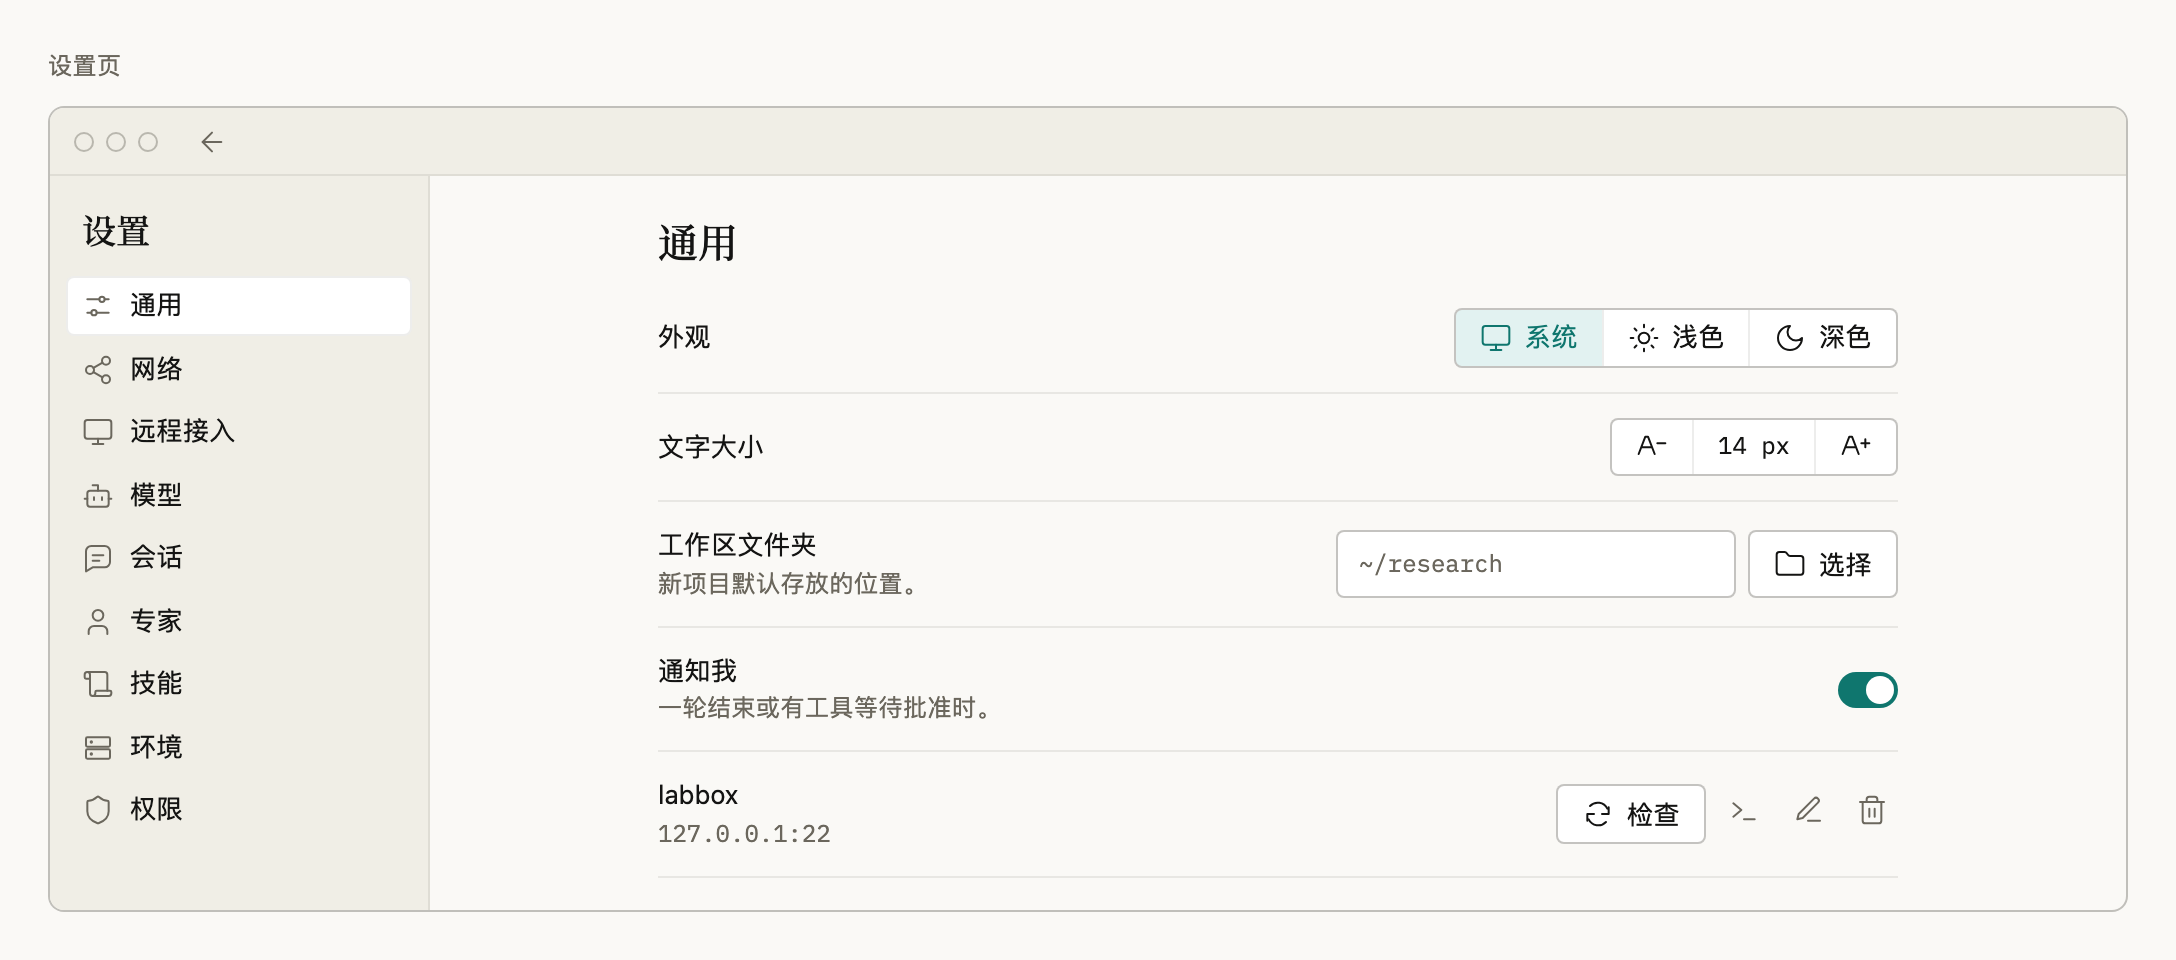 设置页
设置
通用
网络
远程接入
模型
会话
专家
技能
环境
权限
通用
外观
系统
浅色
深色
文字大小
A-
14 px
A+
工作区文件夹
新项目默认存放的位置。
~/research
选择
通知我
一轮结束或有工具等待批准时。
labbox
127.0.0.1:22
检查